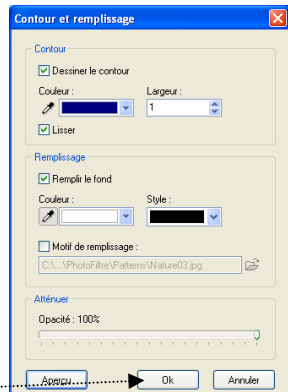 Contour et remplissage
Contour
Dessiner le contour
Couleur : Largeur :
1
Lisser
Remplissage
Remplir le fond
Couleur : Style :
Motif de remplissage :
C:\...\PhotoFiltre\Patterns\Nature03.jpg
Atténuer
Opacité : 100%
Aperçu Ok Annuler